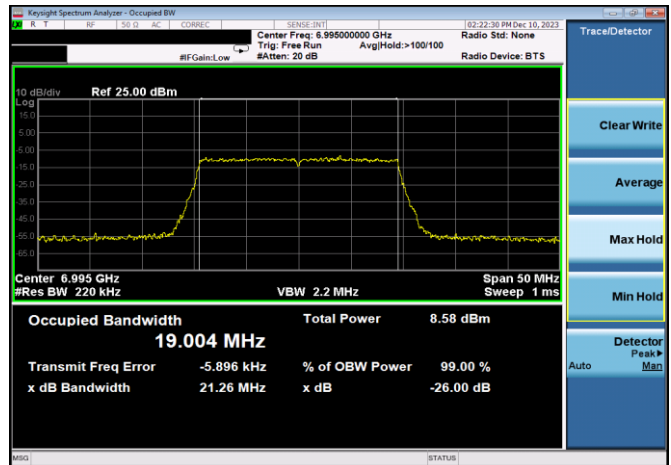 Keysight Spectrum Analyzer - Occupied BW
R T RF 50 Ω AC CORREC SENSE:INT 02:22:30 PM Dec 10, 2023
Center Freq: 6.995000000 GHz Radio Std: None
Trig: Free Run Avg|Hold:>100/100
#IFGain:Low #Atten: 20 dB Radio Device: BTS
10 dB/div Ref 25.00 dBm
Log
15.0
5.00
-5.00
-15.0
-25.0
-35.0
-45.0
-55.0
-65.0
Center 6.995 GHz Span 50 MHz
#Res BW 220 kHz VBW 2.2 MHz Sweep 1 ms
Occupied Bandwidth Total Power 8.58 dBm
19.004 MHz
Transmit Freq Error -5.896 kHz % of OBW Power 99.00 %
x dB Bandwidth 21.26 MHz x dB -26.00 dB
MSG STATUS
Trace/Detector
Clear Write
Average
Max Hold
Min Hold
Detector
Peak▶
Auto Man